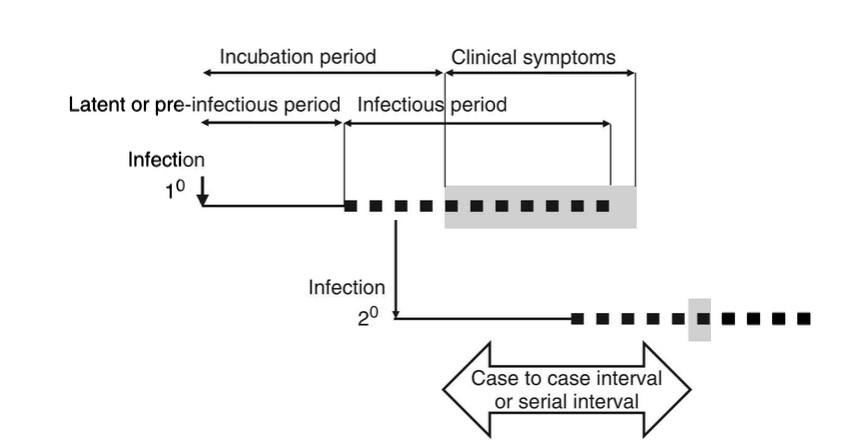 Incubation period
Clinical symptoms
Latent or pre-infectious period
Infectious period
Infection
1⁰
Infection
2⁰
Case to case interval
or serial interval